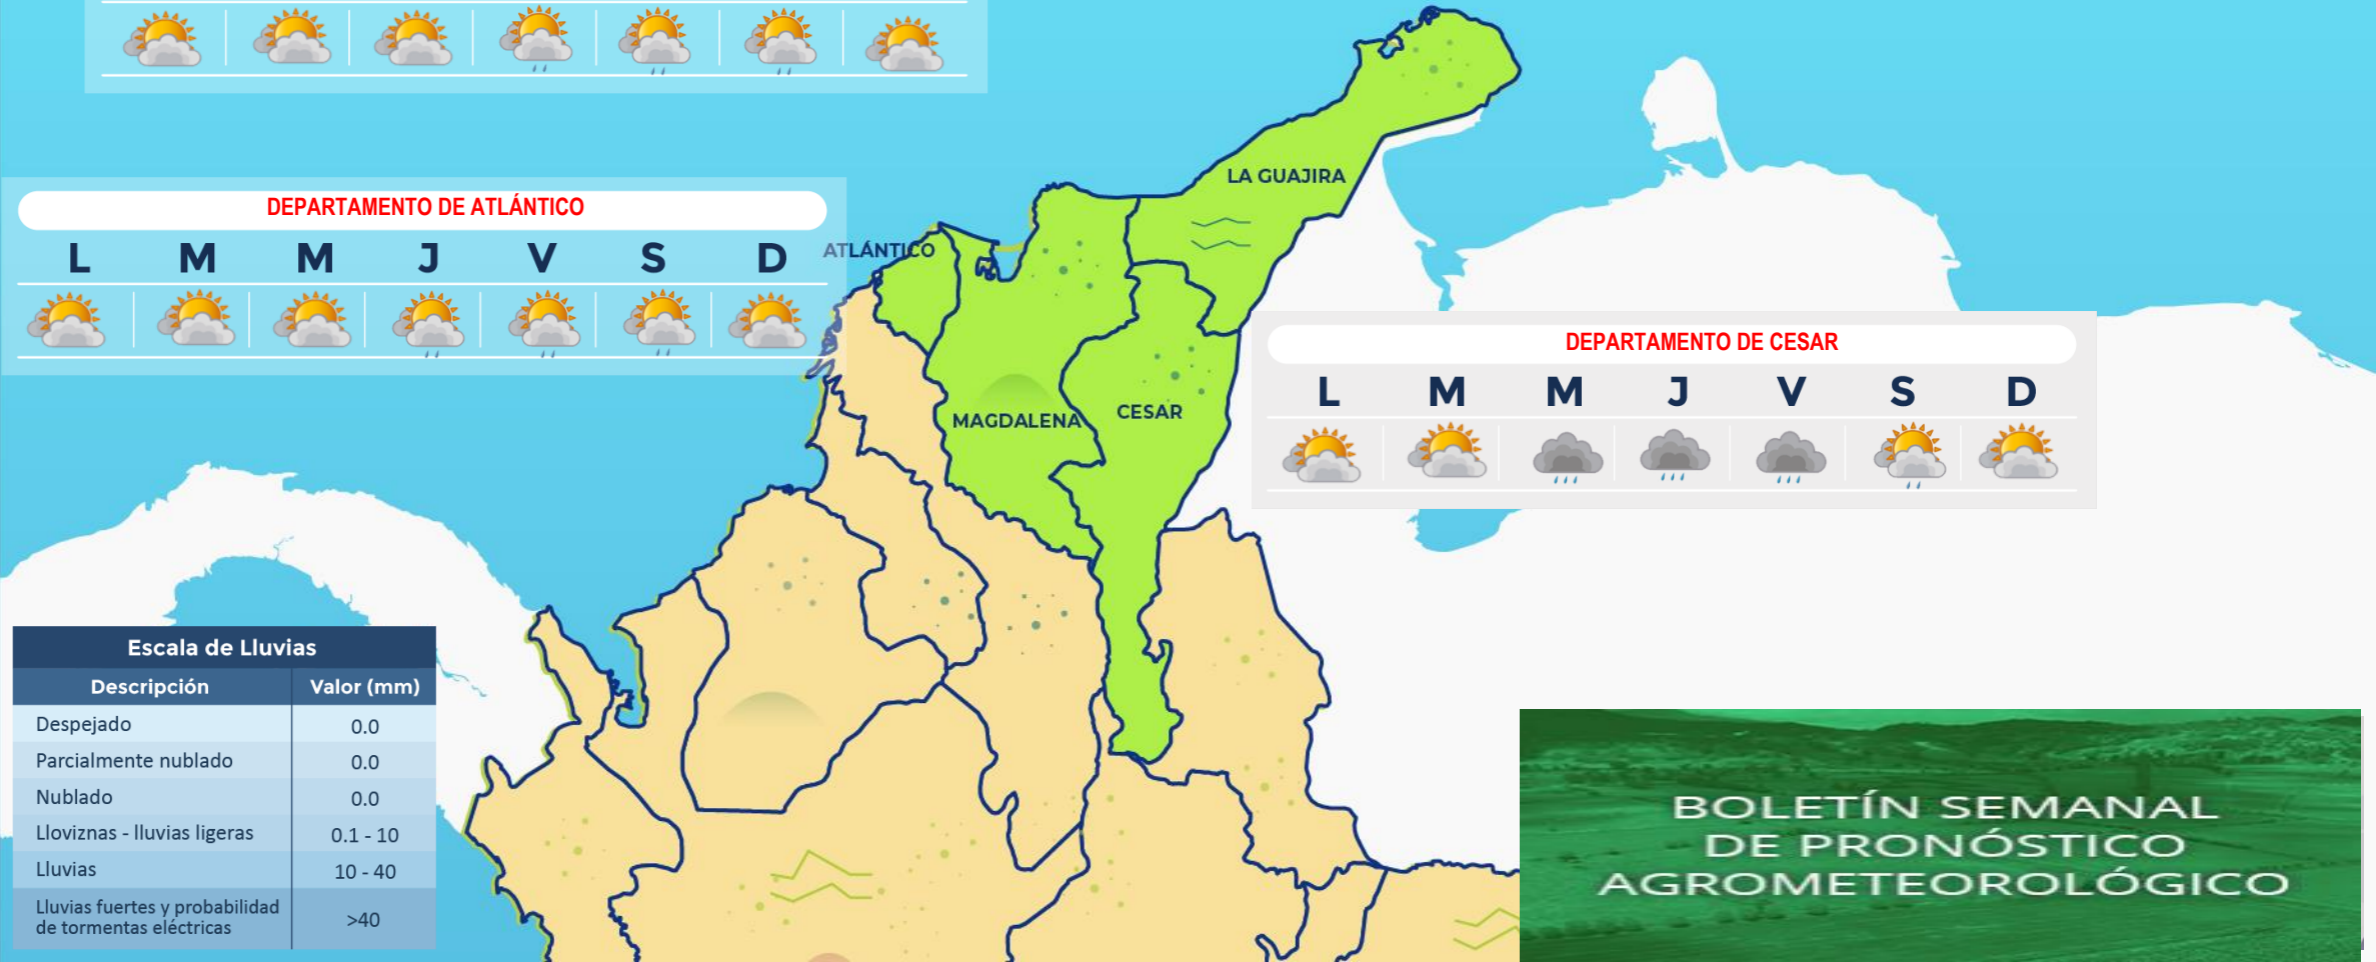 LA GUAJIRA
DEPARTAMENTO DE ATLÁNTICO
L M M J V S D
ATLÁNTICO
DEPARTAMENTO DE CESAR
L M M J V S D
MAGDALENA
CESAR
Escala de Lluvias
Descripción Valor (mm)
Despejado 0.0
Parcialmente nublado 0.0
Nublado 0.0
Lloviznas - lluvias ligeras 0.1 - 10
Lluvias 10 - 40
Lluvias fuertes y probabilidad
de tormentas eléctricas >40
BOLETÍN SEMANAL
DE PRONÓSTICO
AGROMETEOROLÓGICO